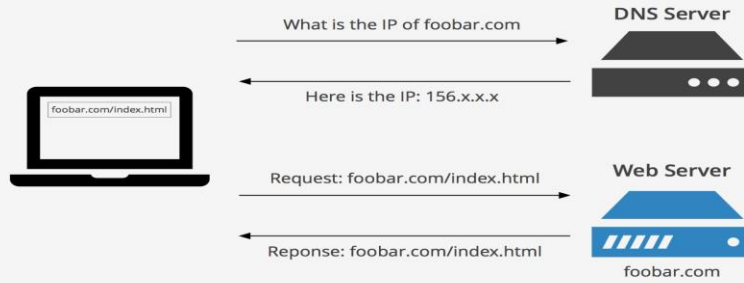 DNS Server
What is the IP of foobar.com
Here is the IP: 156.x.x.x
foobar.com/index.html
Web Server
Request: foobar.com/index.html
Reponse: foobar.com/index.html
foobar.com